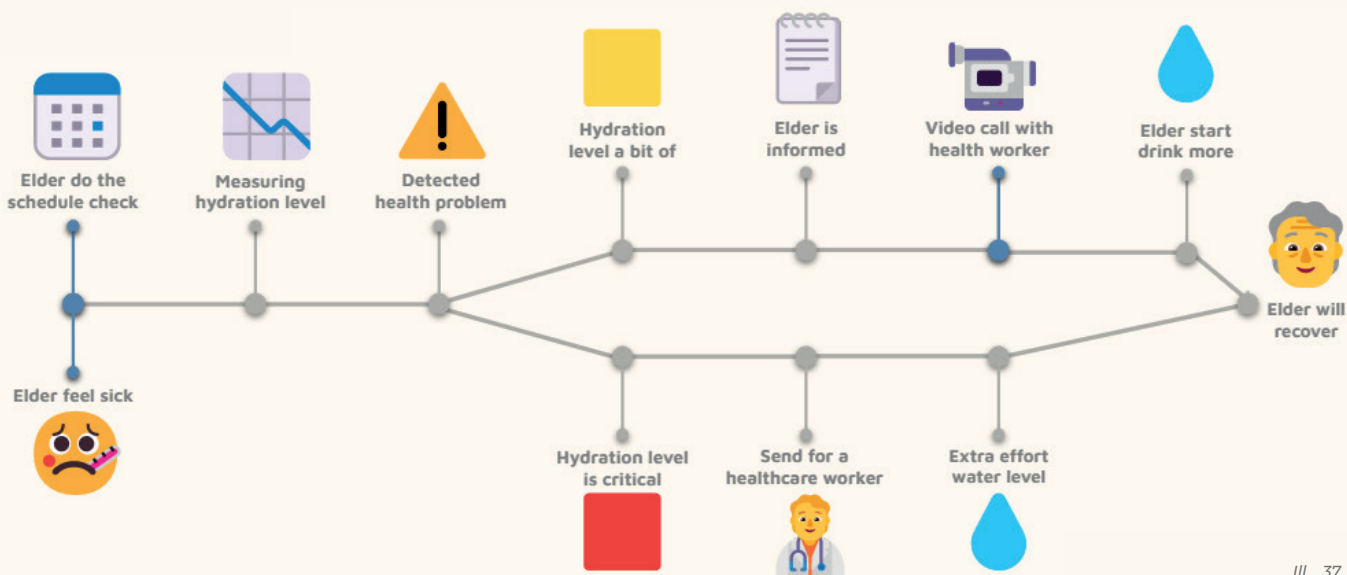 Elder do the
schedule check
Measuring
hydration level
Detected
health problem
Hydration
level a bit of
Elder is
informed
Video call with
health worker
Elder start
drink more
Elder will
recover
Elder feel sick
Hydration level
is critical
Send for a
healthcare worker
Extra effort
water level
III 37